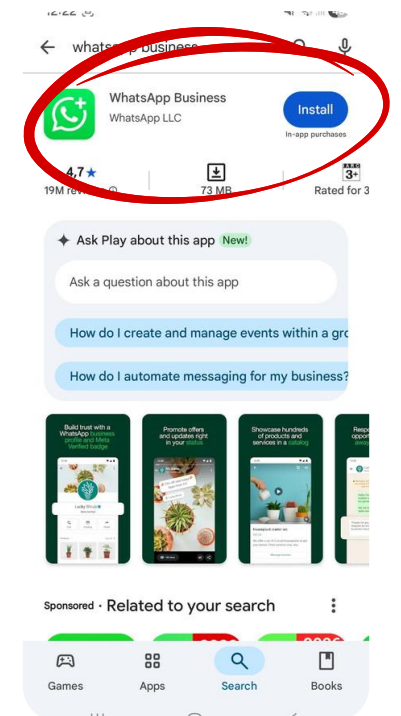 12:22
whatsapp business
WhatsApp Business
WhatsApp LLC
Install
In-app purchases
4,7★
19M reviews
73 MB
3+
Rated for 3
Ask Play about this app New!
Ask a question about this app
How do I create and manage events within a gro
How do I automate messaging for my business?
Build trust with a
WhatsApp business
profile and Meta
Verified badge
Promote offers
and updates right
in your status
Showcase hundreds
of products and
services in a catalog
Lucky Shrub
Sponsored · Related to your search
Games
Apps
Search
Books